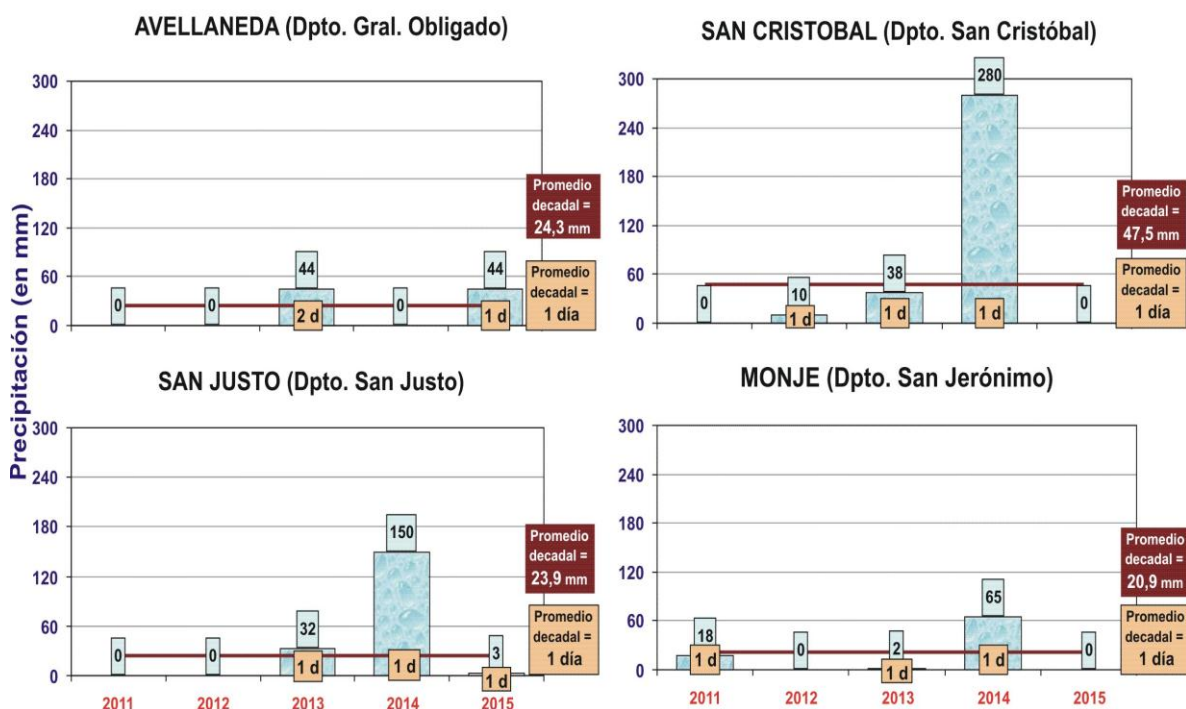 AVELLANEDA (Dpto. Gral. Obligado)
300
240
180
120
60
0
0
0
44
2 d
0
44
1 d
Promedio
decadal =
24,3 mm
Promedio
decadal =
1 día
SAN CRISTOBAL (Dpto. San Cristóbal)
300
240
180
120
60
0
0
10
1 d
38
1 d
280
1 d
0
Promedio
decadal =
47,5 mm
Promedio
decadal =
1 día
Precipitación (en mm)
SAN JUSTO (Dpto. San Justo)
300
240
180
120
60
0
0
0
32
1 d
150
1 d
3
1 d
Promedio
decadal =
23,9 mm
Promedio
decadal =
1 día
2011 2012 2013 2014 2015
MONJE (Dpto. San Jerónimo)
300
240
180
120
60
0
18
1 d
0
2
1 d
65
1 d
0
Promedio
decadal =
20,9 mm
Promedio
decadal =
1 día
2011 2012 2013 2014 2015